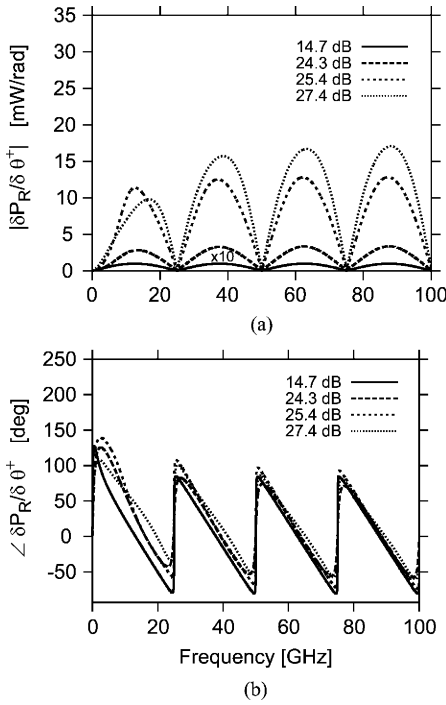 (a)
35
30
25
20
15
10
5
0
|δP_R/δ θ⁺| [mW/rad]
14.7 dB
24.3 dB
25.4 dB
27.4 dB
x10
0 20 40 60 80 100
(a)
250
200
150
100
50
0
-50
∠ δP_R/δ θ⁺ [deg]
14.7 dB
24.3 dB
25.4 dB
27.4 dB
0 20 40 60 80 100
Frequency [GHz]
(b)